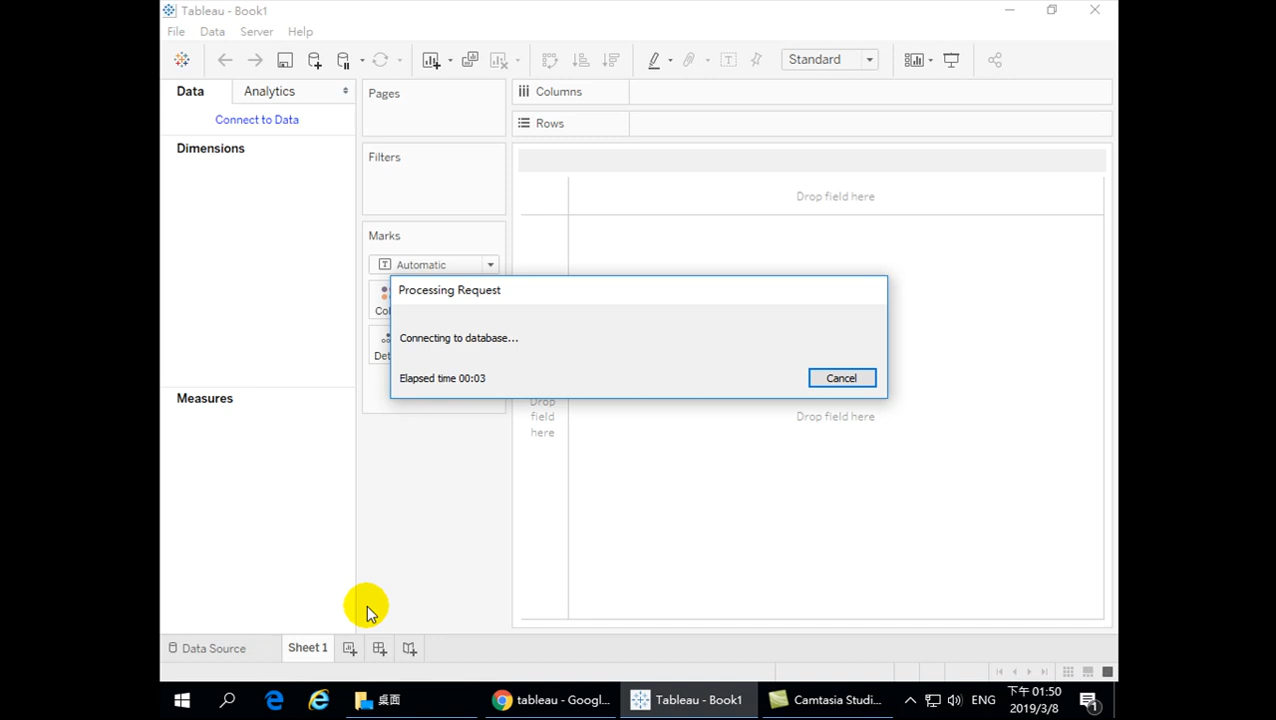 Tableau - Book1
File Data Server Help
Standard
Data Analytics
Pages
Columns
Connect to Data
Rows
Dimensions
Filters
Drop field here
Marks
Automatic
Processing Request
Col
Connecting to database...
Det
Elapsed time 00:03
Cancel
Measures
Drop
field
here
Drop field here
Data Source
Sheet 1
桌面
tableau - Googl...
Tableau - Book1
Camtasia Studi...
ENG
下午 01:50
2019/3/8
1